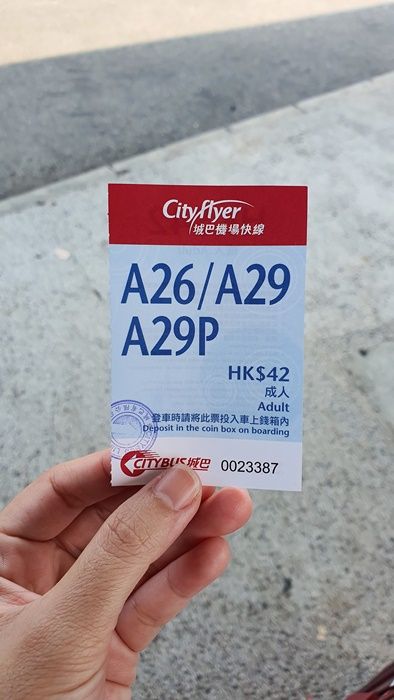 Cityflyer
城巴機場快線
A26/A29
A29P
HK$42
成人
Adult
登車時請將此票投入車上錢箱內
Deposit in the coin box on boarding
CITYBUS城巴 0023387